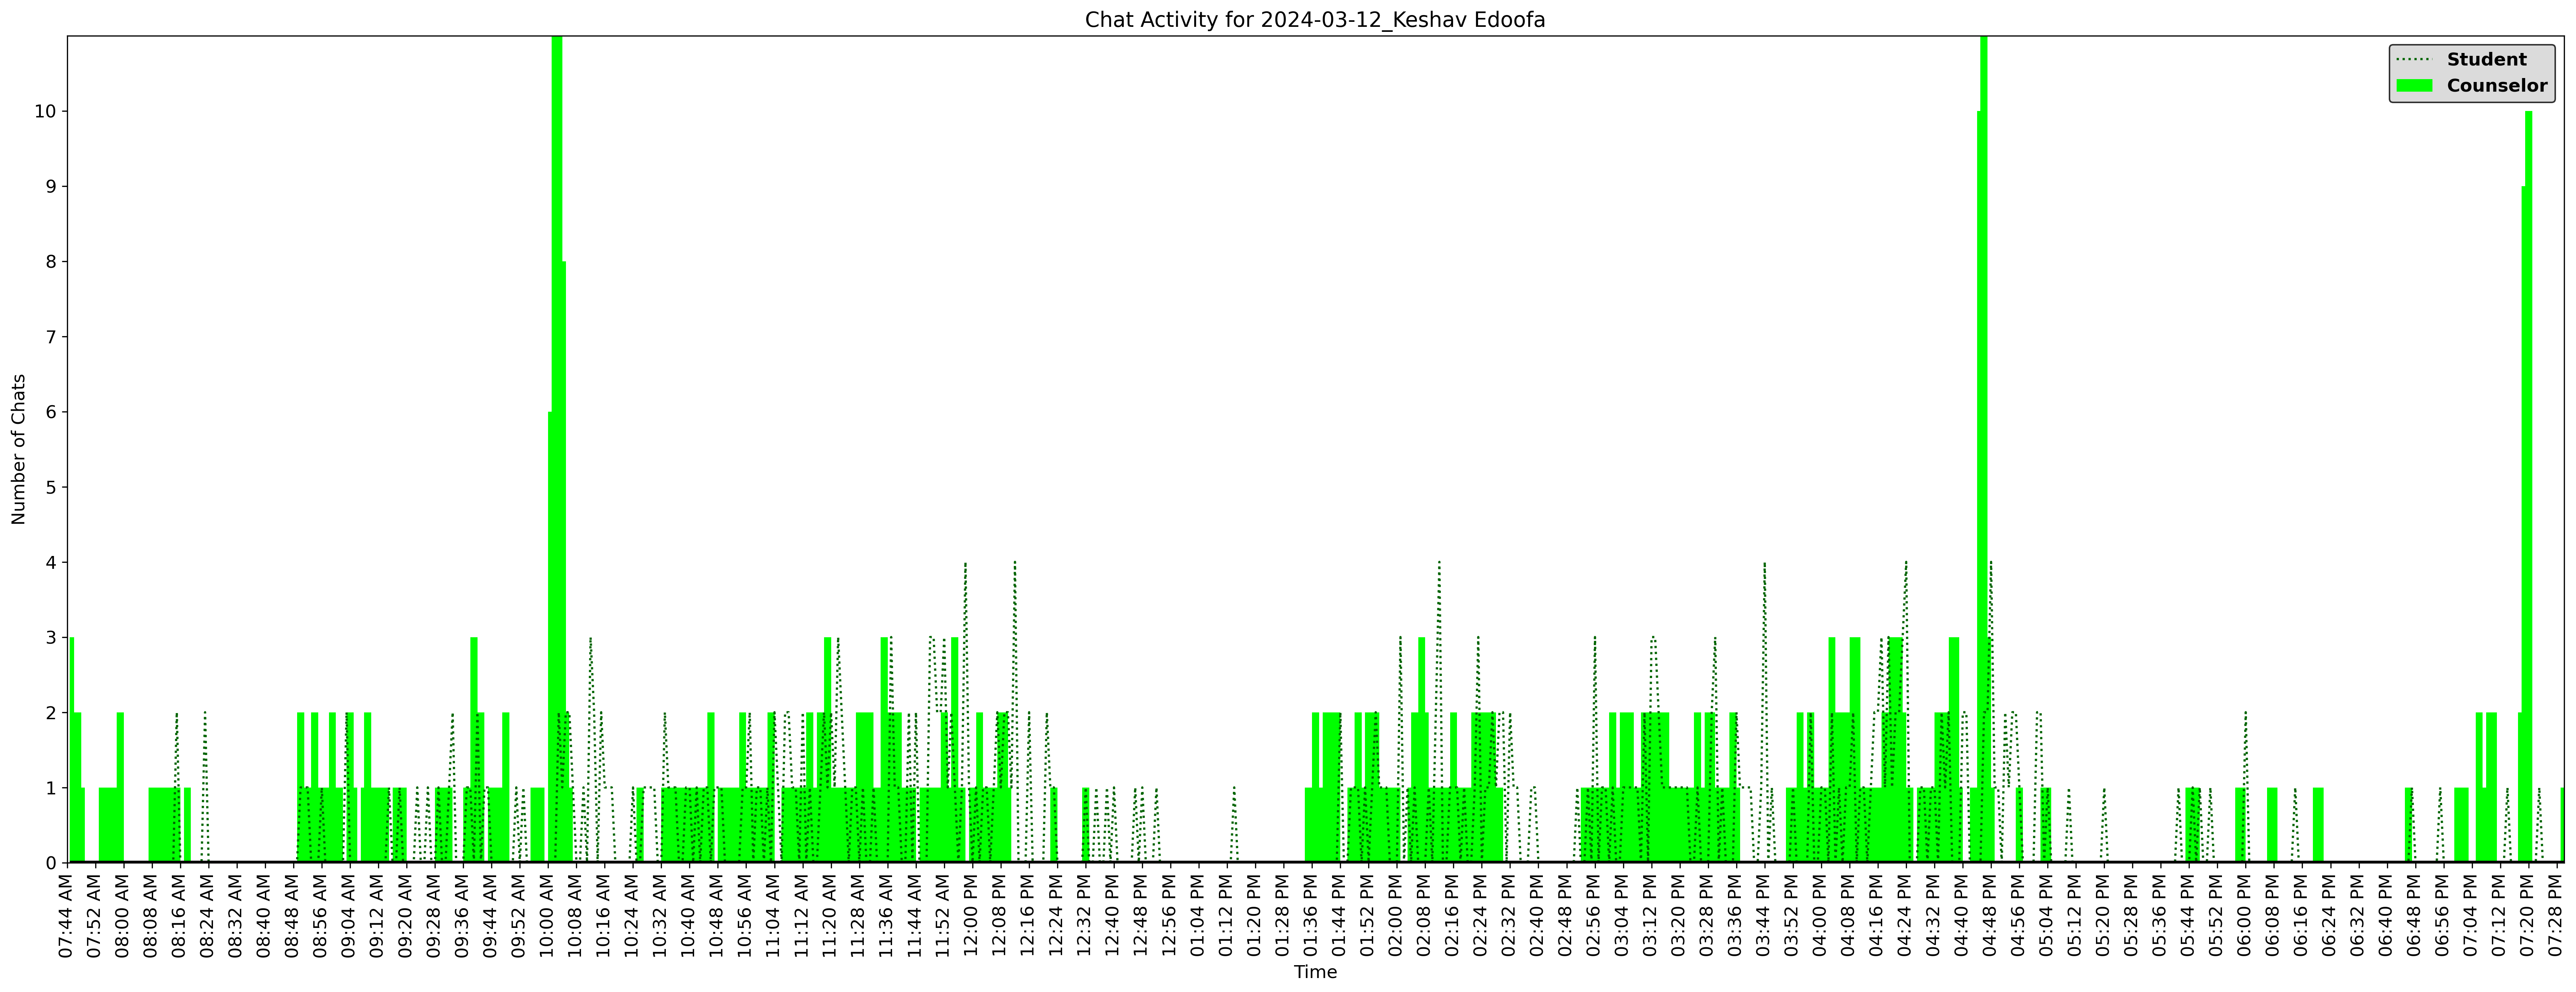 Chat Activity for 2024-03-12_Keshav Edoofa
Student
Counselor
Number of Chats
10
9
8
7
6
5
4
3
2
1
0
07:44 AM
07:52 AM
08:00 AM
08:08 AM
08:16 AM
08:24 AM
08:32 AM
08:40 AM
08:48 AM
08:56 AM
09:04 AM
09:12 AM
09:20 AM
09:28 AM
09:36 AM
09:44 AM
09:52 AM
10:00 AM
10:08 AM
10:16 AM
10:24 AM
10:32 AM
10:40 AM
10:48 AM
10:56 AM
11:04 AM
11:12 AM
11:20 AM
11:28 AM
11:36 AM
11:44 AM
11:52 AM
12:00 PM
12:08 PM
12:16 PM
12:24 PM
12:32 PM
12:40 PM
12:48 PM
12:56 PM
01:04 PM
01:12 PM
01:20 PM
01:28 PM
01:36 PM
01:44 PM
01:52 PM
02:00 PM
02:08 PM
02:16 PM
02:24 PM
02:32 PM
02:40 PM
02:48 PM
02:56 PM
03:04 PM
03:12 PM
03:20 PM
03:28 PM
03:36 PM
03:44 PM
03:52 PM
04:00 PM
04:08 PM
04:16 PM
04:24 PM
04:32 PM
04:40 PM
04:48 PM
04:56 PM
05:04 PM
05:12 PM
05:20 PM
05:28 PM
05:36 PM
05:44 PM
05:52 PM
06:00 PM
06:08 PM
06:16 PM
06:24 PM
06:32 PM
06:40 PM
06:48 PM
06:56 PM
07:04 PM
07:12 PM
07:20 PM
07:28 PM
Time